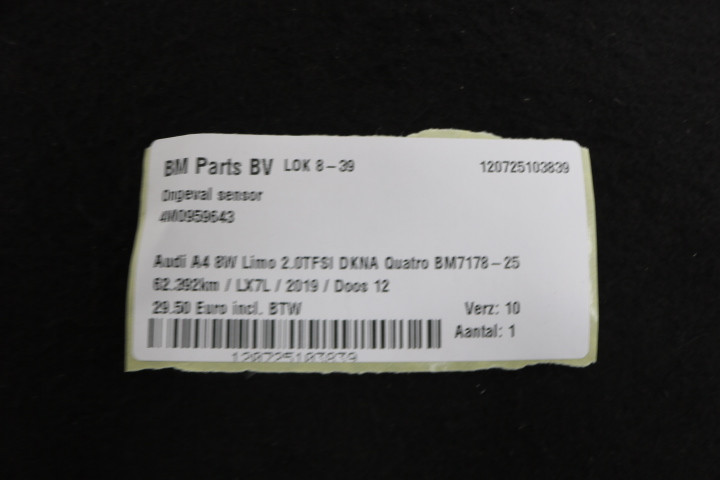 BM Parts BV LOK 8-39 120725103839
Ongeval sensor
4M0959643
Audi A4 8W Limo 2.0TFSI DKNA Quatro BM7178-25
62.392km / LX7L / 2019 / Doos 12
29.50 Euro incl. BTW Verz: 10
Aantal: 1
120725103839